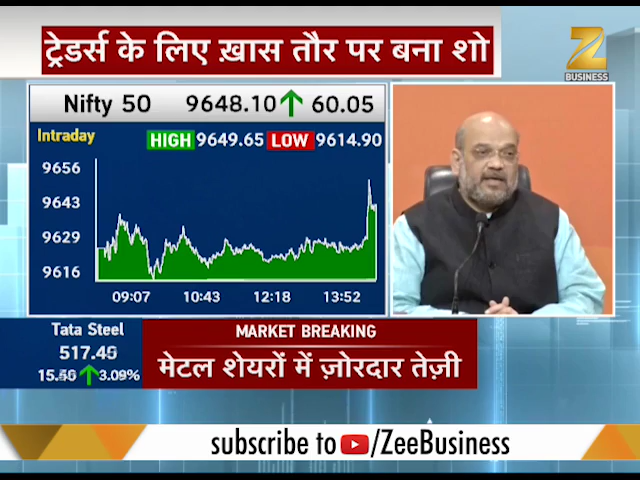 ट्रेडर्स के लिए ख़ास तौर पर बना शो
Z
BUSINESS
Nifty 50 9648.10 60.05
Intraday HIGH 9649.65 LOW 9614.90
9656
9643
9629
9616
09:07 10:43 12:18 13:52
Tata Steel
517.45
3.09%
MARKET BREAKING
मेटल शेयरों में ज़ोरदार तेज़ी
subscribe to /ZeeBusiness